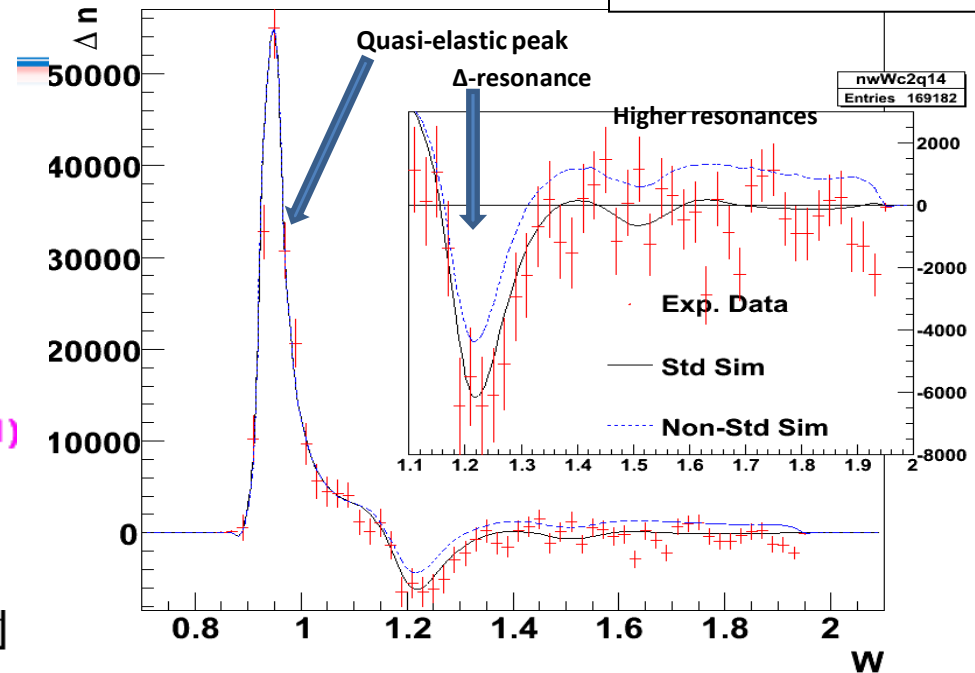 Δ n
Quasi-elastic peak
Δ-resonance
nwWc2q14
Entries 169182
Higher resonances
50000
40000
30000
20000
10000
0
2000
0
-2000
-4000
-6000
-8000
Exp. Data
Std Sim
Non-Std Sim
1.1 1.2 1.3 1.4 1.5 1.6 1.7 1.8 1.9 2
0.8 1 1.2 1.4 1.6 1.8 2
W
)
]